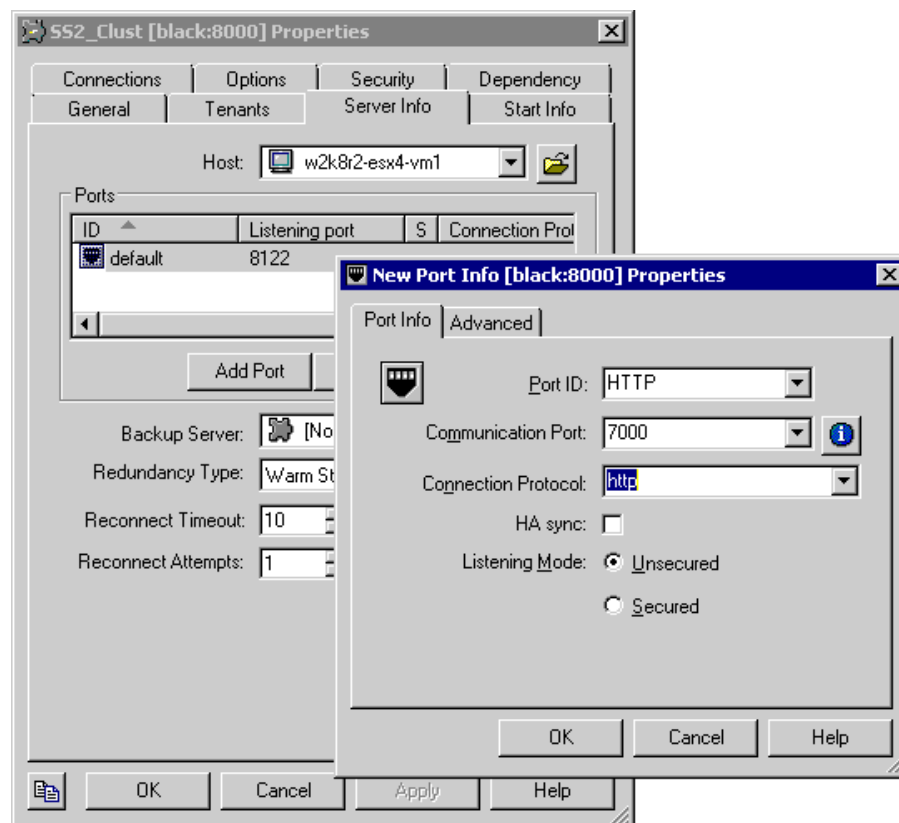 SS2_Clust [black:8000] Properties
Connections Options Security Dependency
General Tenants Server Info Start Info
Host: w2k8r2-esx4-vm1
Ports
ID Listening port S Connection Prot
default 8122
Add Port
Backup Server: [No
Redundancy Type: Warm St
Reconnect Timeout: 10
Reconnect Attempts: 1
OK Cancel Apply Help
New Port Info [black:8000] Properties
Port Info Advanced
Port ID: HTTP
Communication Port: 7000
Connection Protocol: http
HA sync:
Listening Mode: Unsecured
Secured
OK Cancel Help